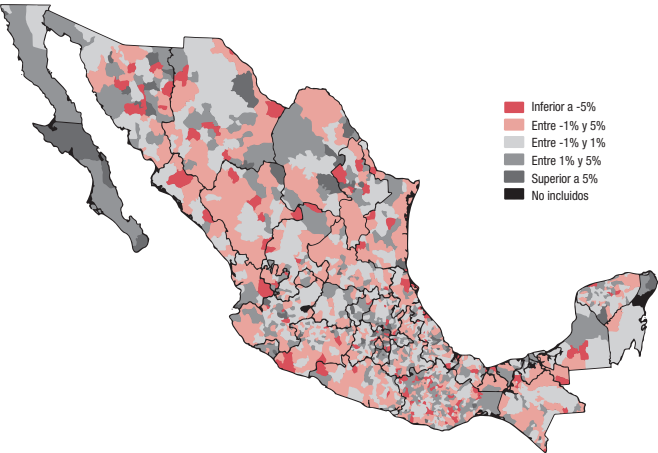 Inferior a -5%
Entre -1% y 5%
Entre -1% y 1%
Entre 1% y 5%
Superior a 5%
No incluidos